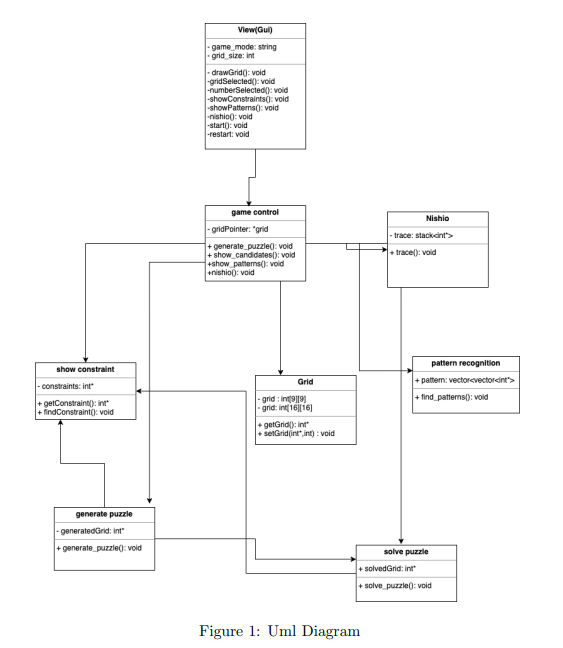 View(Gui)
- game_mode: string
- grid_size: int
- drawGrid(): void
-gridSelected(): void
-numberSelected(): void
-showConstraints(): void
-showPatterns(): void
-nishio(): void
-start(): void
-restart: void
game control
- gridPointer: *grid
+ generate_puzzle(): void
+ show_candidates(): void
+show_patterns(): void
+nishio(): void
Nishio
- trace: stack<int*>
+ trace(): void
show constraint
- constraints: int*
+ getConstraint(): int*
+ findConstraint(): void
Grid
- grid : int[9][9]
- grid: int[16][16]
+ getGrid(): int*
+ setGrid(int*,int) : void
pattern recognition
+ pattern: vector<vector<int*>
+ find_patterns(): void
generate puzzle
- generatedGrid: int*
+ generate_puzzle(): void
solve puzzle
+ solvedGrid: int*
+ solve_puzzle(): void
Figure 1: Uml Diagram